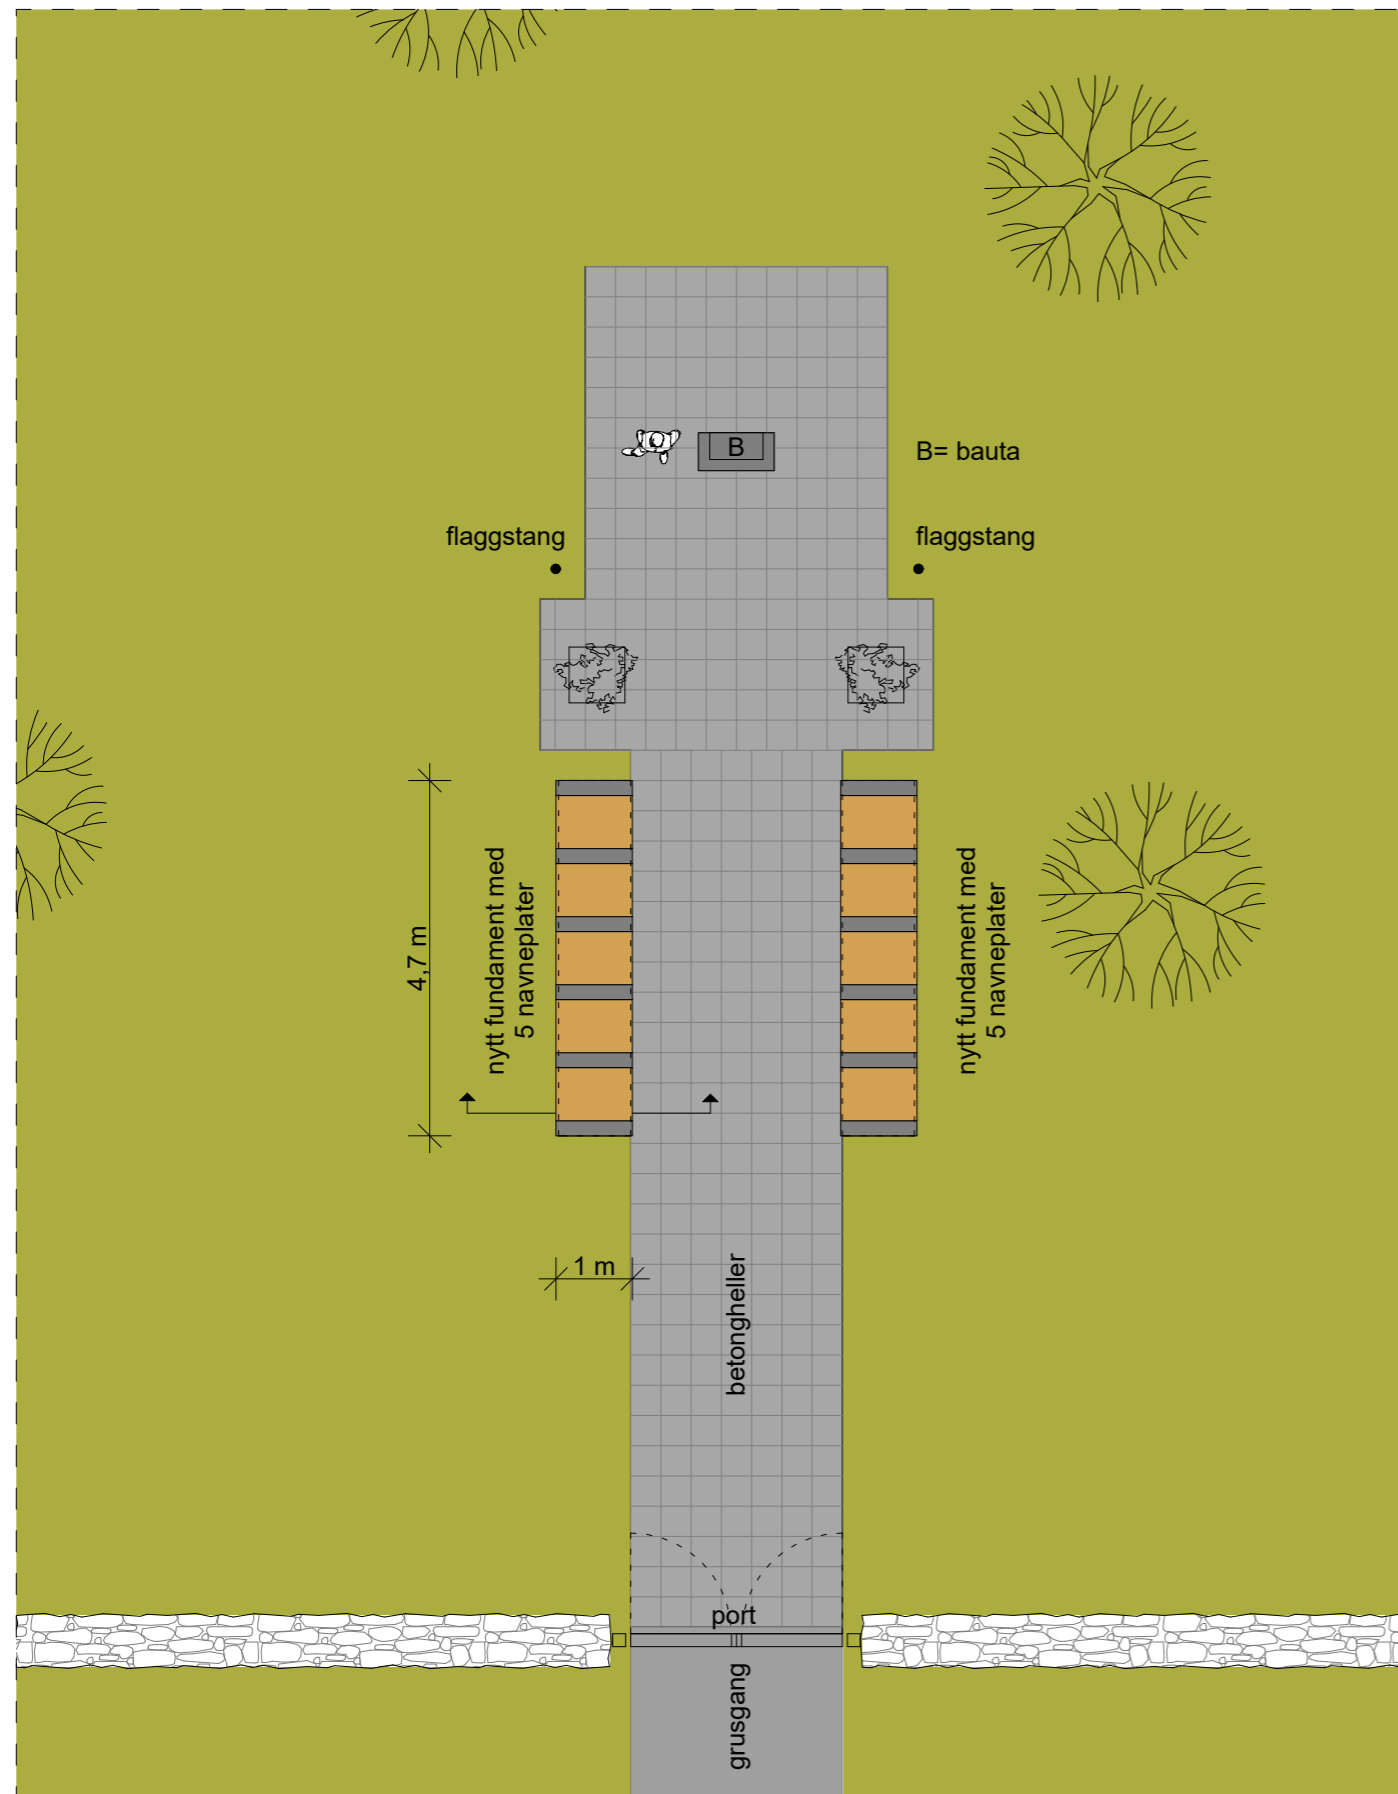 B
B= bauta
flaggstang
flaggstang
4,7 m
nytt fundament med
5 navneplater
nytt fundament med
5 navneplater
1 m
betongheller
port
grusgang